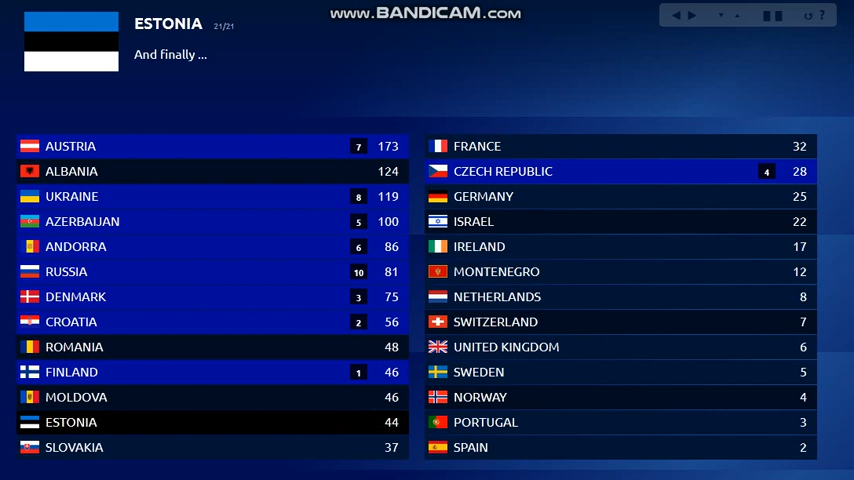 www.BANDICAM.com
ESTONIA 21/21
And finally ...
AUSTRIA 7 173
ALBANIA 124
UKRAINE 8 119
AZERBAIJAN 5 100
ANDORRA 6 86
RUSSIA 10 81
DENMARK 3 75
CROATIA 2 56
ROMANIA 48
FINLAND 1 46
MOLDOVA 46
ESTONIA 44
SLOVAKIA 37
FRANCE 32
CZECH REPUBLIC 4 28
GERMANY 25
ISRAEL 22
IRELAND 17
MONTENEGRO 12
NETHERLANDS 8
SWITZERLAND 7
UNITED KINGDOM 6
SWEDEN 5
NORWAY 4
PORTUGAL 3
SPAIN 2